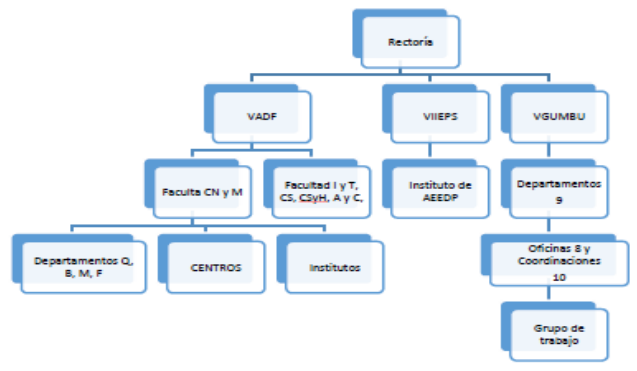 Rectoría
VADF
VIIEPS
VGUMBU
Faculta CN y M
Facultad I y T,
CS, CSyH, A y C,
Instituto de
AEEDP
Departamentos
9
Departamentos Q,
B, M, F
CENTROS
Institutos
Oficinas 8 y
Coordinaciones
10
Grupo de
trabajo